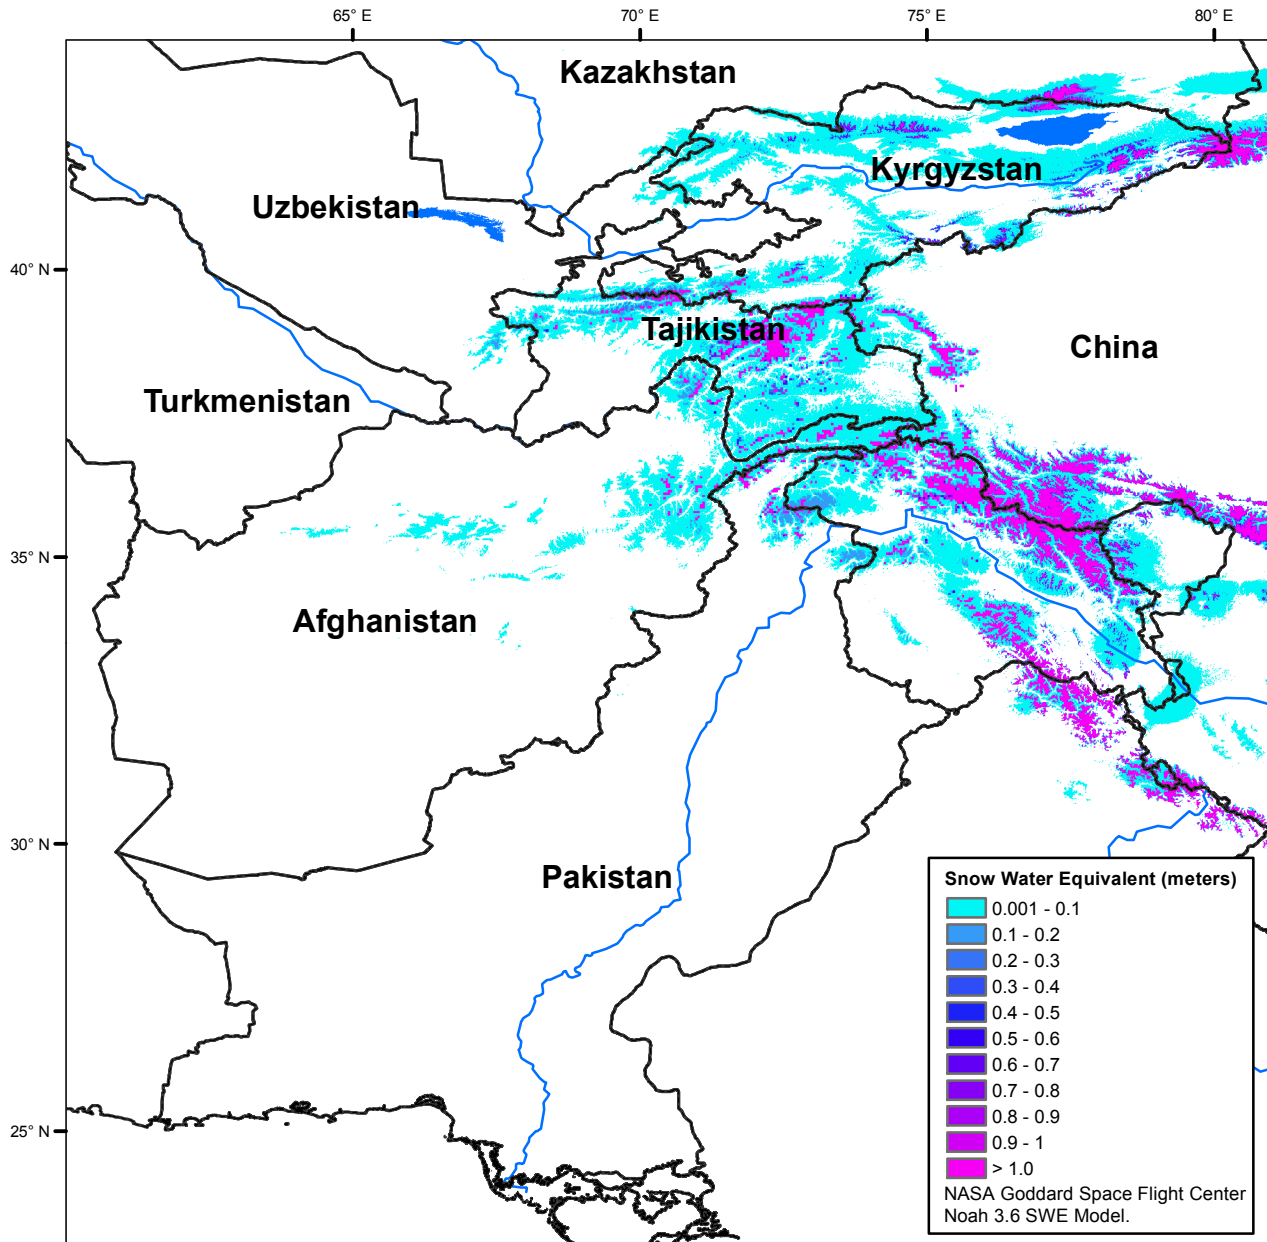 65° E
70° E
75° E
80° E
Kazakhstan
Kyrgyzstan
Uzbekistan
40° N
Tajikistan
China
Turkmenistan
35° N
Afghanistan
30° N
Pakistan
25° N
Snow Water Equivalent (meters)
0.001 - 0.1
0.1 - 0.2
0.2 - 0.3
0.3 - 0.4
0.4 - 0.5
0.5 - 0.6
0.6 - 0.7
0.7 - 0.8
0.8 - 0.9
0.9 - 1
> 1.0
NASA Goddard Space Flight Center
Noah 3.6 SWE Model.